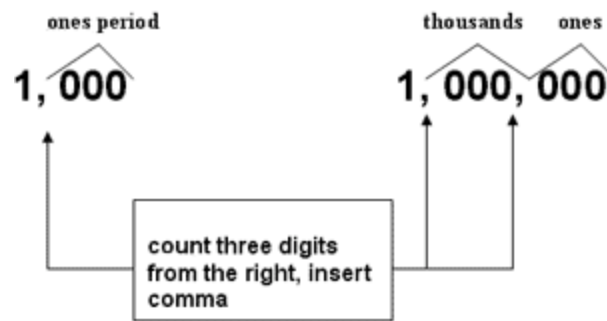 ones period
thousands ones
1, 000
1, 000, 000
count three digits
from the right, insert
comma